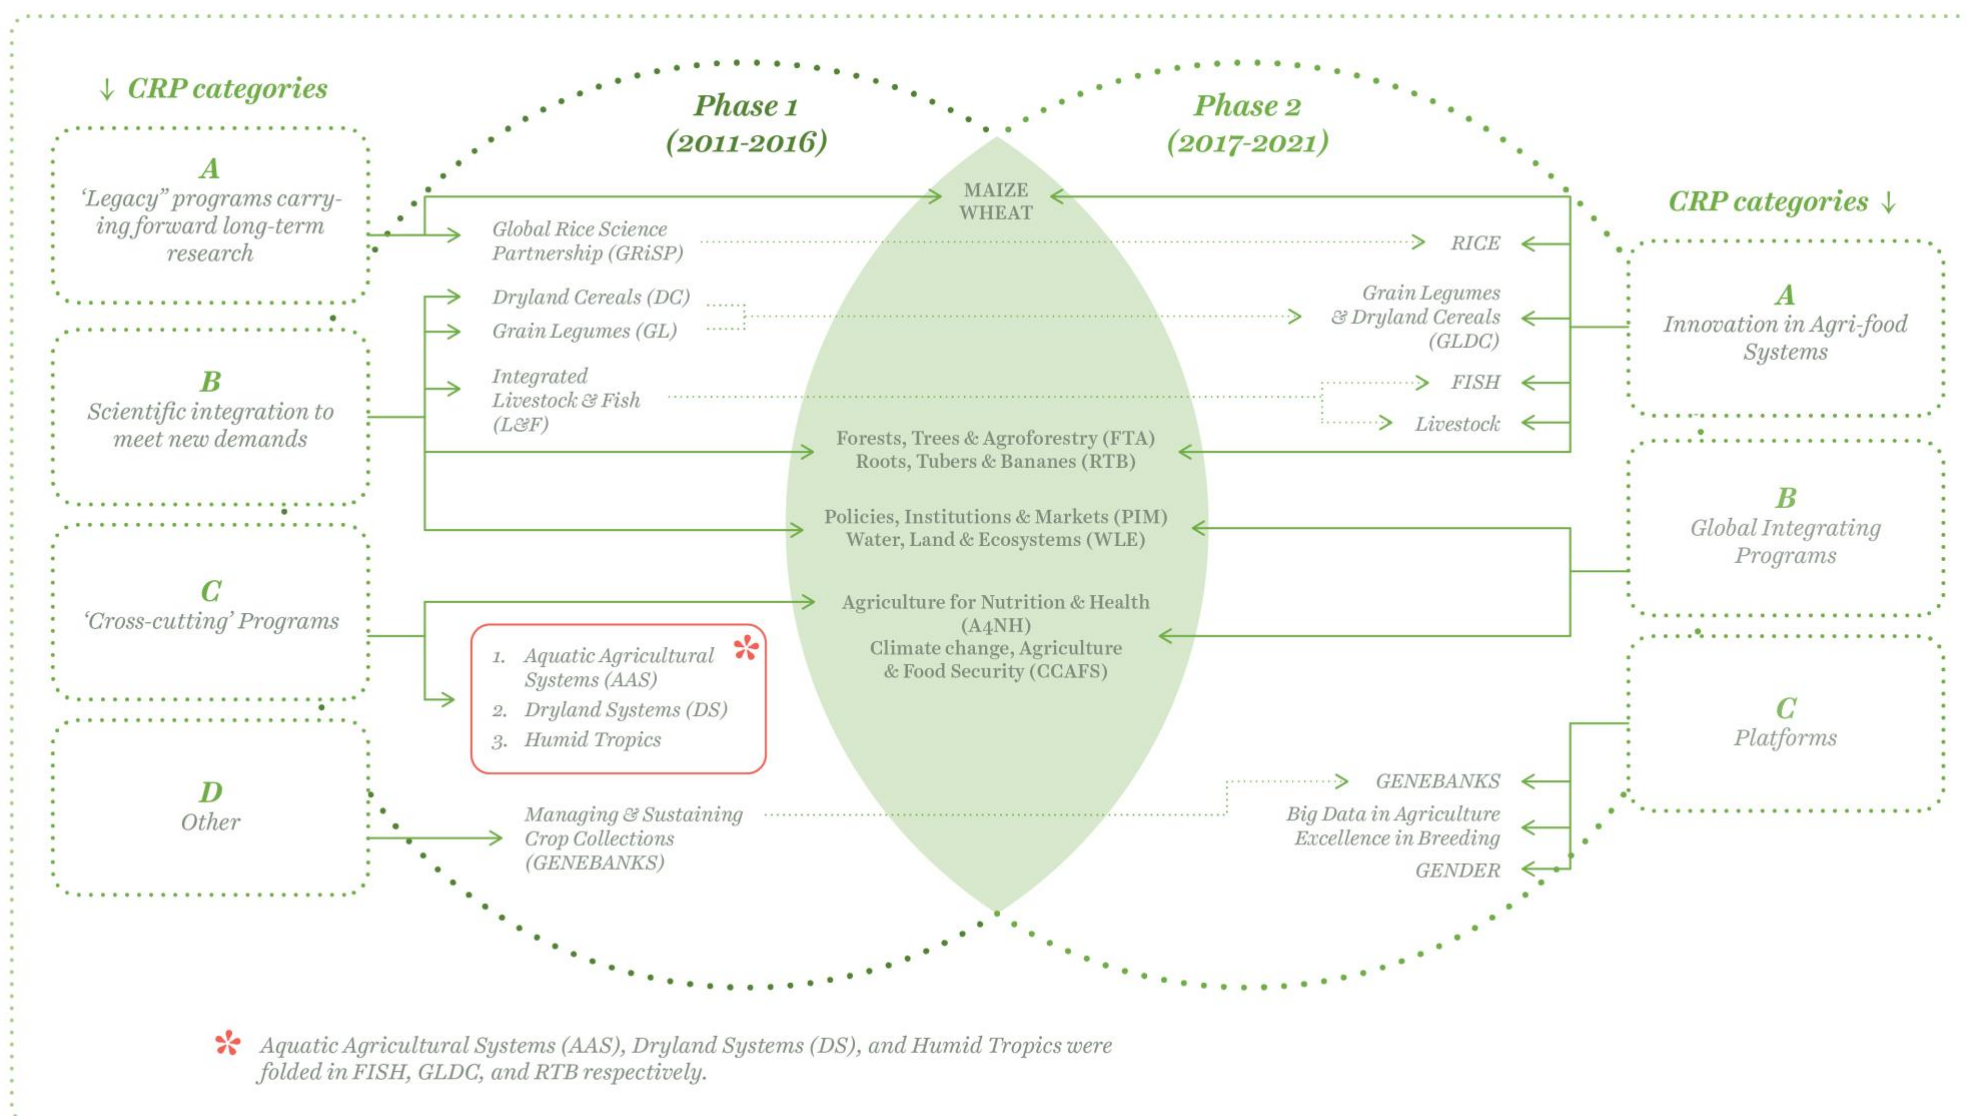 ↓ CRP categories
A
‘Legacy” programs carry-
ing forward long-term
research
B
Scientific integration to
meet new demands
C
‘Cross-cutting’ Programs
D
Other
Phase 1
(2011-2016)
Global Rice Science
Partnership (GRiSP)
Dryland Cereals (DC)
Grain Legumes (GL)
Integrated
Livestock & Fish
(L&F)
*
1. Aquatic Agricultural
Systems (AAS)
2. Dryland Systems (DS)
3. Humid Tropics
Managing & Sustaining
Crop Collections
(GENEBANKS)
MAIZE
WHEAT
Forests, Trees & Agroforestry (FTA)
Roots, Tubers & Bananes (RTB)
Policies, Institutions & Markets (PIM)
Water, Land & Ecosystems (WLE)
Agriculture for Nutrition & Health
(A4NH)
Climate change, Agriculture
& Food Security (CCAFS)
Phase 2
(2017-2021)
RICE
Grain Legumes
& Dryland Cereals
(GLDC)
FISH
Livestock
GENEBANKS
Big Data in Agriculture
Excellence in Breeding
GENDER
CRP categories ↓
A
Innovation in Agri-food
Systems
B
Global Integrating
Programs
C
Platforms
* Aquatic Agricultural Systems (AAS), Dryland Systems (DS), and Humid Tropics were
folded in FISH, GLDC, and RTB respectively.